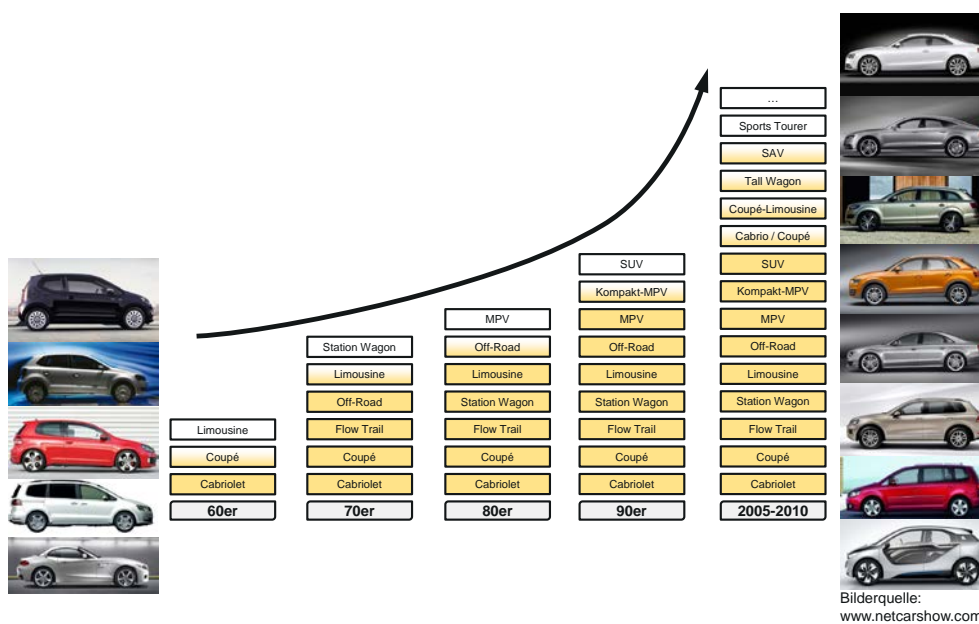 Limousine
Coupé
Cabriolet
60er
Station Wagon
Limousine
Off-Road
Flow Trail
Coupé
Cabriolet
70er
MPV
Off-Road
Limousine
Station Wagon
Flow Trail
Coupé
Cabriolet
80er
SUV
Kompakt-MPV
MPV
Off-Road
Limousine
Station Wagon
Flow Trail
Coupé
Cabriolet
90er
...
Sports Tourer
SAV
Tall Wagon
Coupé-Limousine
Cabrio / Coupé
SUV
Kompakt-MPV
MPV
Off-Road
Limousine
Station Wagon
Flow Trail
Coupé
Cabriolet
2005-2010
Bilderquelle:
www.netcarshow.com